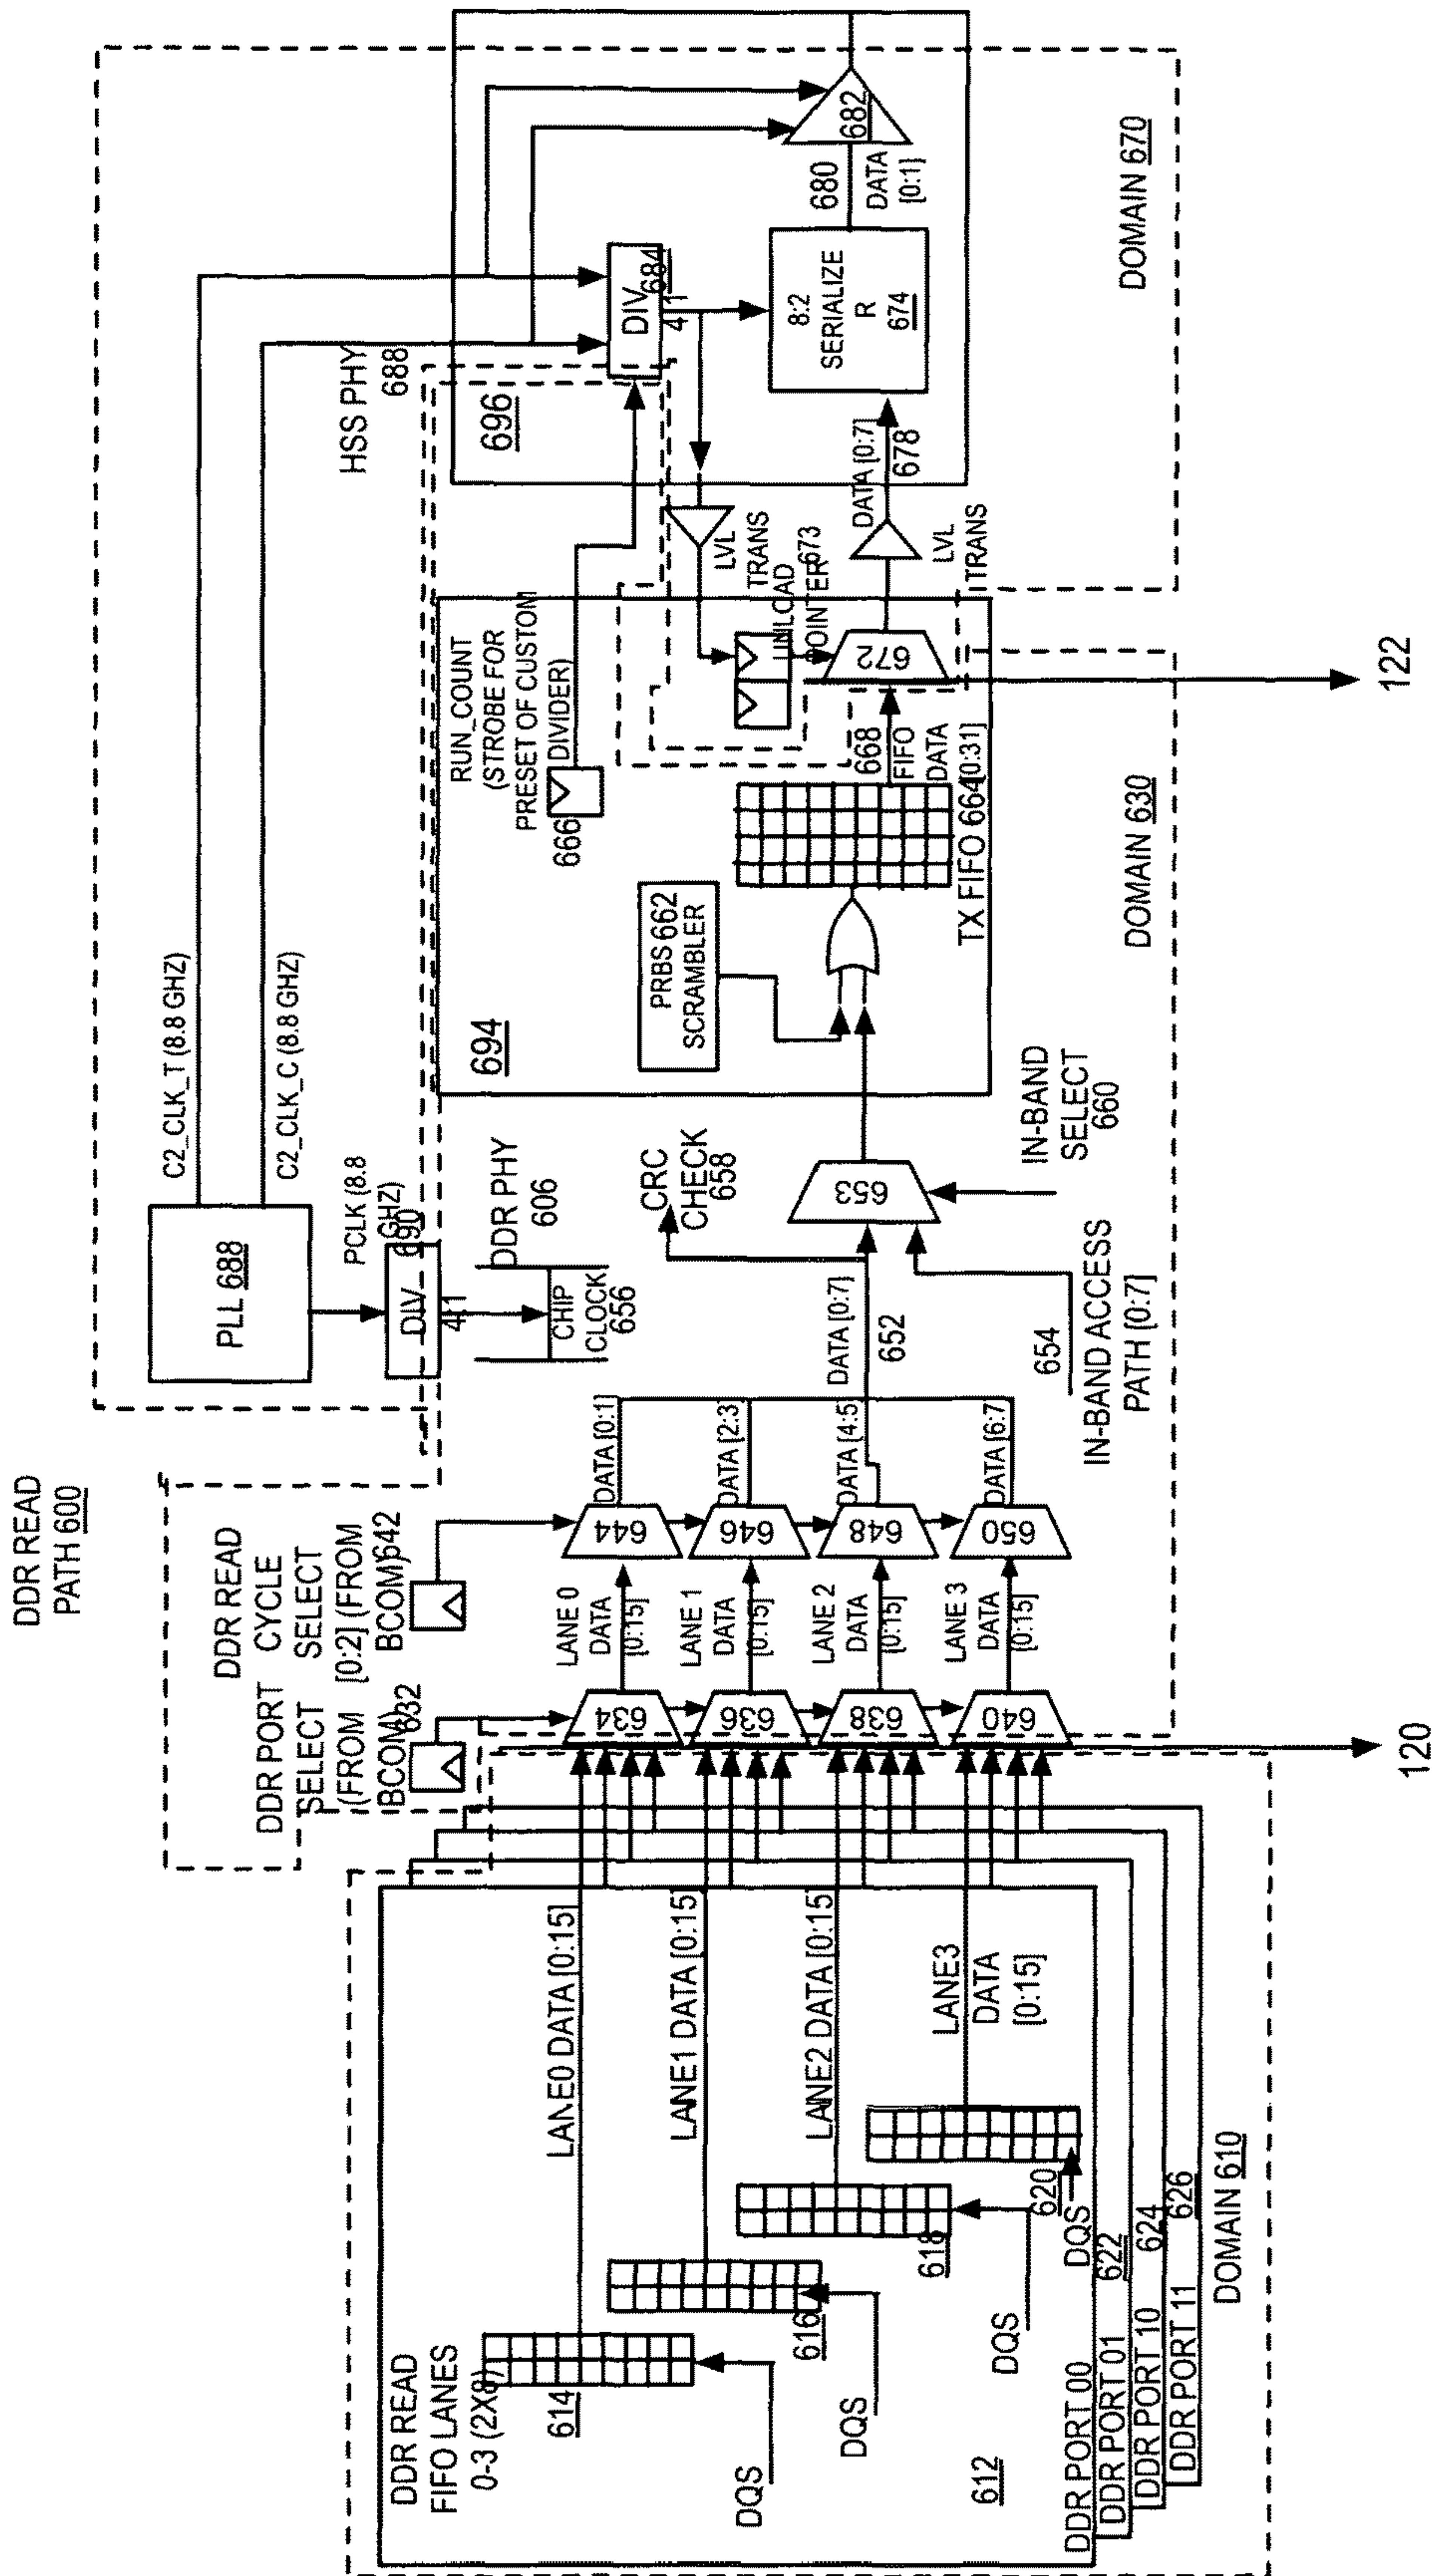 DDR READ
PATH 600
DDR READ
FIFO LANES
0-3 (2X8)
614
616
618
620
DQS
DQS
DQS
DQS
612
LANE0 DATA [0:15]
LANE1 DATA [0:15]
LANE2 DATA [0:15]
LANE3
DATA
[0:15]
DDR PORT 00
DDR PORT 01
622
DDR PORT 10
624
DDR PORT 11
626
DOMAIN 610
120
DDR PORT
SELECT
(FROM
BCOM)
632
DDR READ
CYCLE
SELECT
[0:2] (FROM
BCOM)
642
634
636
638
640
LANE 0
DATA
[0:15]
LANE 1
DATA
[0:15]
LANE 2
DATA
[0:15]
LANE 3
DATA
[0:15]
644
646
648
650
DATA [0:1]
DATA [2:3]
DATA [4:5]
DATA [6:7]
DATA [0:7]
652
654
IN-BAND ACCESS
PATH [0:7]
CRC
CHECK
658
653
IN-BAND
SELECT
660
PLL 688
PCLK (8.8
GHZ)
690
DIV
4:1
DDR PHY
606
CHIP
CLOCK
656
C2_CLK_T (8.8 GHZ)
C2_CLK_C (8.8 GHZ)
694
PRBS 662
SCRAMBLER
TX FIFO 664
666
RUN_COUNT
(STROBE FOR
PRESET OF CUSTOM
DIVIDER)
668
FIFO
DATA
[0:31]
672
UNLOAD
POINTER
673
LVL
TRANS
LVL
TRANS
122
DOMAIN 630
HSS PHY
688
696
DIV
684
4:1
DATA [0:7]
678
8:2
SERIALIZE
R
674
680
DATA
[0:1]
682
DOMAIN 670